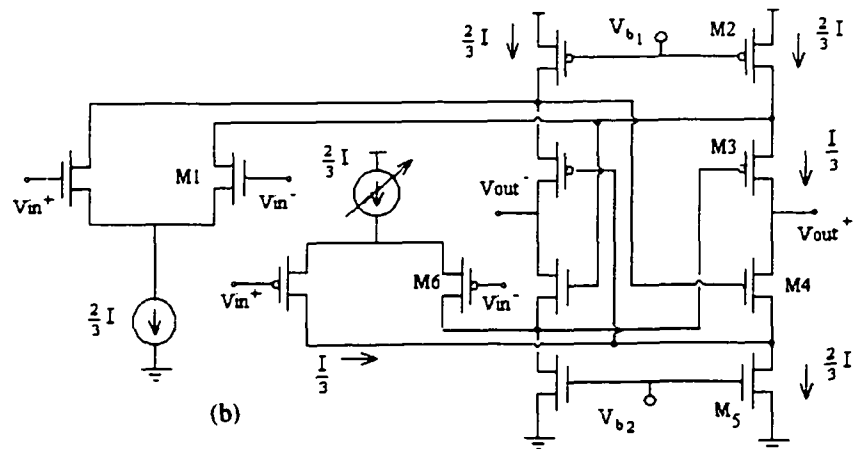 2/3 I
V_b1
M2
2/3 I
M1
Vin+
Vin-
2/3 I
Vout-
M3
I/3
Vout+
Vin+
M6
Vin-
M4
2/3 I
I/3
(b)
V_b2
M5
2/3 I